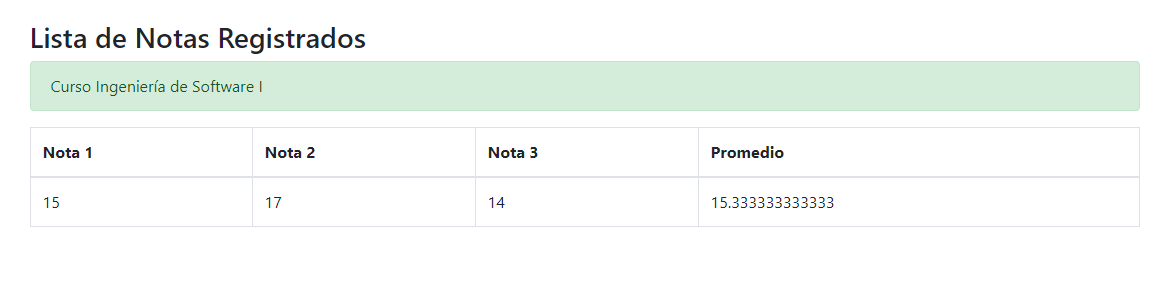 Lista de Notas Registrados
Curso Ingeniería de Software I
Nota 1 Nota 2 Nota 3 Promedio
15 17 14 15.333333333333